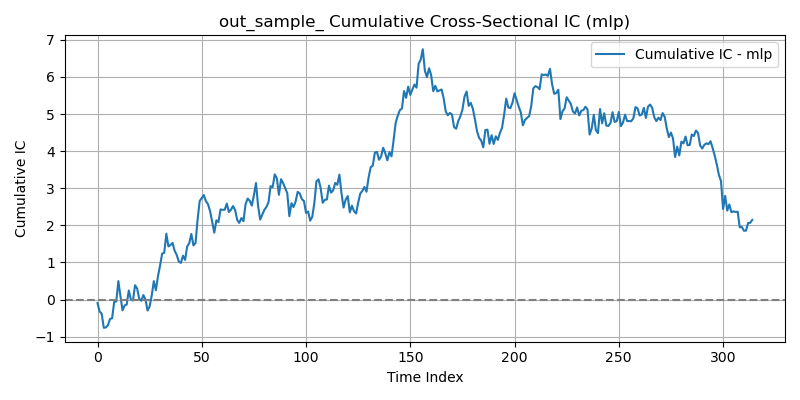 out_sample_ Cumulative Cross-Sectional IC (mlp)
Cumulative IC - mlp
7
6
5
4
3
2
1
0
−1
Cumulative IC
0 50 100 150 200 250 300
Time Index